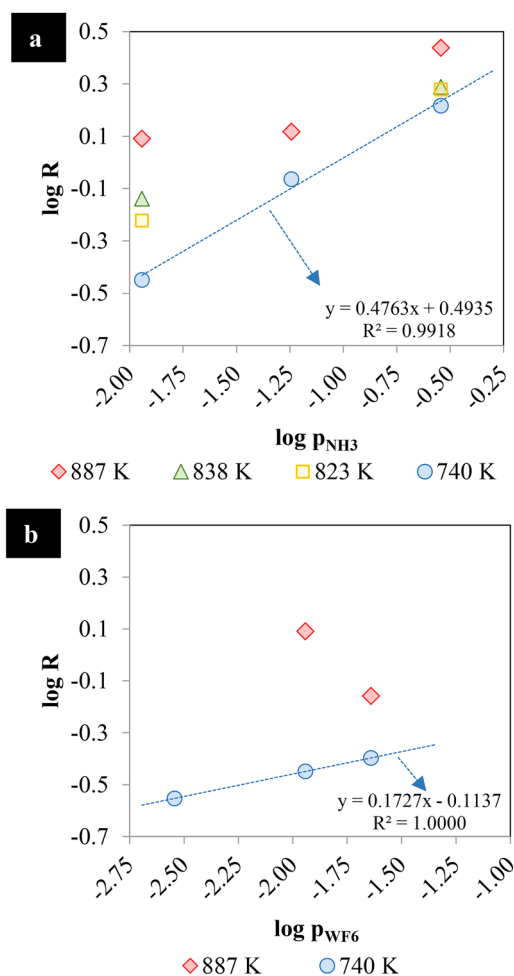 a
0.5
0.3
0.1
-0.1
-0.3
-0.5
-0.7
log R
y = 0.4763x + 0.4935
R² = 0.9918
-2.00 -1.75 -1.50 -1.25 -1.00 -0.75 -0.50 -0.25
log pNH3
887 K 838 K 823 K 740 K
b
0.5
0.3
0.1
-0.1
-0.3
-0.5
-0.7
log R
y = 0.1727x - 0.1137
R² = 1.0000
-2.75 -2.50 -2.25 -2.00 -1.75 -1.50 -1.25 -1.00
log pWF6
887 K 740 K